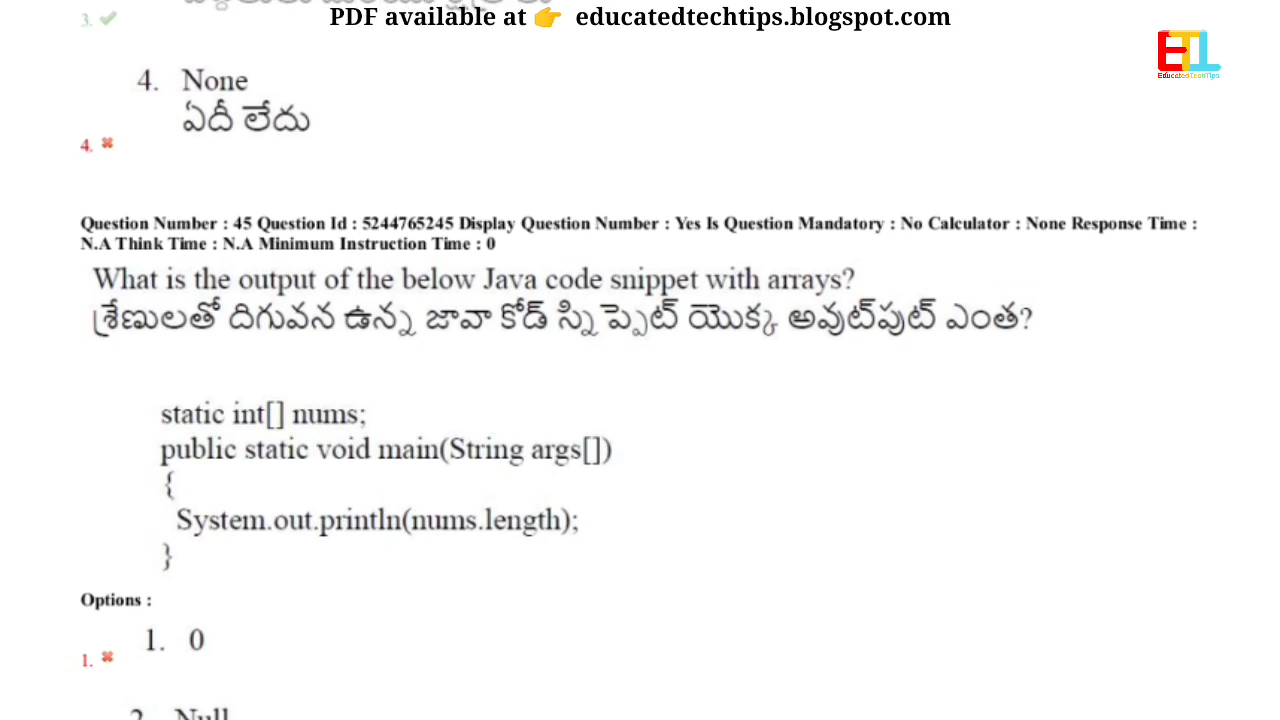 3.
PDF available at 👉 educatedtechtips.blogspot.com
ETL
EducatedTechTips
4. None
ఏదీ లేదు
4.
Question Number : 45 Question Id : 5244765245 Display Question Number : Yes Is Question Mandatory : No Calculator : None Response Time :
N.A Think Time : N.A Minimum Instruction Time : 0
What is the output of the below Java code snippet with arrays?
శ్రేణులతో దిగువన ఉన్న జావా కోడ్ స్నిప్పెట్ యొక్క అవుట్‌పుట్ ఎంత?
static int[] nums;
public static void main(String args[])
{
System.out.println(nums.length);
}
Options :
1. 0
1.
2. Null